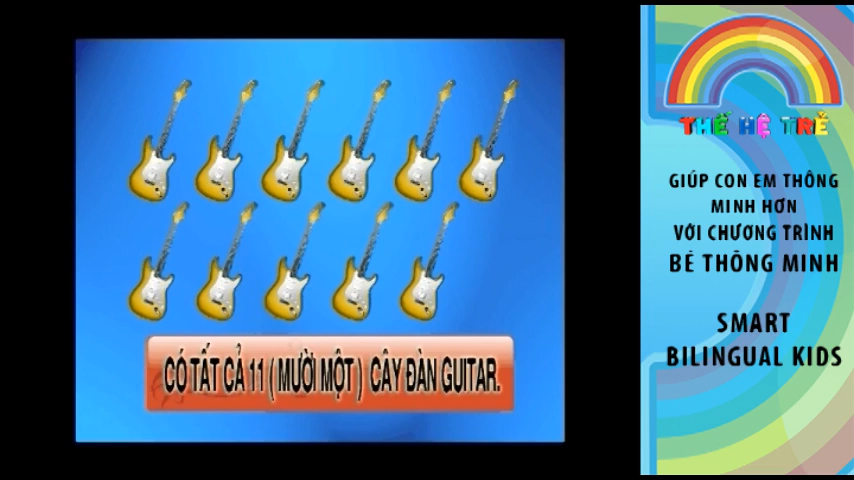 CÓ TẤT CẢ 11 ( MƯỜI MỘT ) CÂY ĐÀN GUITAR.
THẾ HỆ TRẺ
GIÚP CON EM THÔNG
MINH HƠN
VỚI CHƯƠNG TRÌNH
BÉ THÔNG MINH
SMART
BILINGUAL KIDS